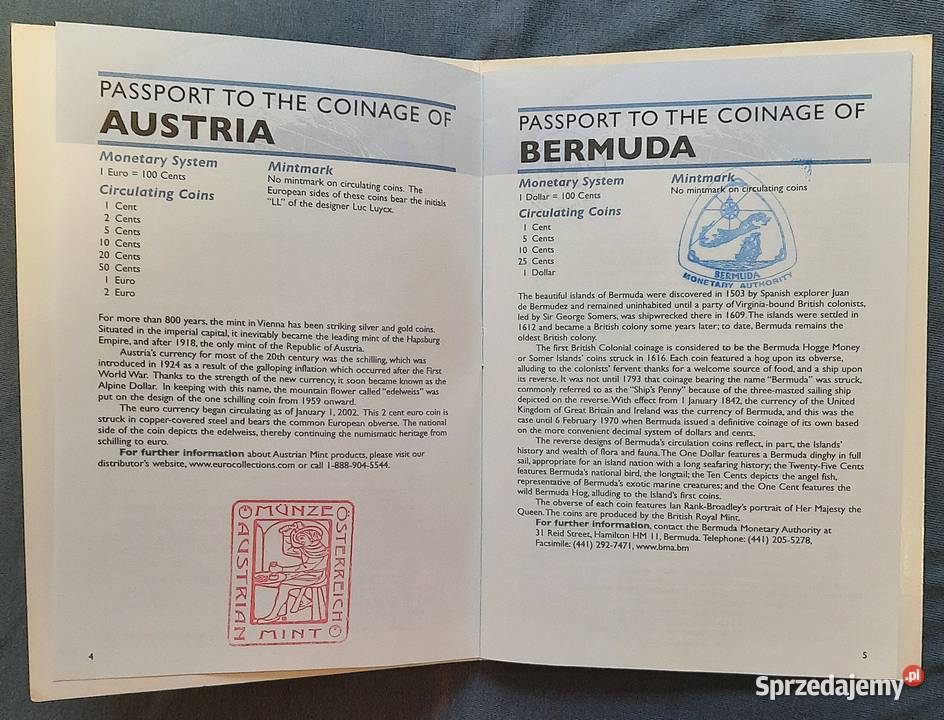 PASSPORT TO THE COINAGE OF
AUSTRIA
Monetary System
1 Euro = 100 Cents
Circulating Coins
1 Cent
2 Cents
5 Cents
10 Cents
20 Cents
50 Cents
1 Euro
2 Euro
Mintmark
No mintmark on circulating coins. The
European sides of these coins bear the initials
"LL" of the designer Luc Luycx.
For more than 800 years, the mint in Vienna has been striking silver and gold coins.
Situated in the imperial capital, it inevitably became the leading mint of the Hapsburg
Empire, and after 1918, the only mint of the Republic of Austria.
Austria's currency for most of the 20th century was the schilling, which was
introduced in 1924 as a result of the galloping inflation which occurred after the First
World War. Thanks to the strength of the new currency, it soon became known as the
Alpine Dollar. In keeping with this name, the mountain flower called "edelweiss" was
put on the design of the one schilling coin from 1959 onward.
The euro currency began circulating as of January 1, 2002. This 2 cent euro coin is
struck in copper-covered steel and bears the common European obverse. The national
side of the coin depicts the edelweiss, thereby continuing the numismatic heritage from
schilling to euro.
For further information about Austrian Mint products, please visit our
distributor's website, www.eurocollections.com or call 1-888-904-5544.
MÜNZE
ÖSTERREICH
AUSTRIAN
MINT
4
PASSPORT TO THE COINAGE OF
BERMUDA
Monetary System
1 Dollar = 100 Cents
Circulating Coins
1 Cent
5 Cents
10 Cents
25 Cents
1 Dollar
Mintmark
No mintmark on circulating coins
BERMUDA
MONETARY AUTHORITY
The beautiful islands of Bermuda were discovered in 1503 by Spanish explorer Juan
de Bermudez and remained uninhabited until a party of Virginia-bound British colonists,
led by Sir George Somers, was shipwrecked there in 1609. The islands were settled in
1612 and became a British colony some years later; to date, Bermuda remains the
oldest British colony.
The first British Colonial coinage is considered to be the Bermuda Hogge Money
or Somer Islands' coins struck in 1616. Each coin featured a hog upon its obverse,
alluding to the colonists' fervent thanks for a welcome source of food, and a ship upon
its reverse. It was not until 1793 that coinage bearing the name "Bermuda" was struck,
commonly referred to as the "Ship's Penny" because of the three-masted sailing ship
depicted on the reverse. With effect from 1 January 1842, the currency of the United
Kingdom of Great Britain and Ireland was the currency of Bermuda, and this was the
case until 6 February 1970 when Bermuda issued a definitive coinage of its own based
on the more convenient decimal system of dollars and cents.
The reverse designs of Bermuda's circulation coins reflect, in part, the Islands'
history and wealth of flora and fauna. The One Dollar features a Bermuda dinghy in full
sail, appropriate for an island nation with a long seafaring history; the Twenty-Five Cents
features Bermuda's national bird, the longtail; the Ten Cents depicts the angel fish,
representative of Bermuda's exotic marine creatures; and the One Cent features the
wild Bermuda Hog, alluding to the Island's first coins.
The obverse of each coin features Ian Rank-Broadley's portrait of Her Majesty the
Queen. The coins are produced by the British Royal Mint.
For further information, contact the Bermuda Monetary Authority at
31 Reid Street, Hamilton HM 11, Bermuda. Telephone: (441) 205-5278,
Facsimile: (441) 292-7471, www.bma.bm
5
Sprzedajemy.pl